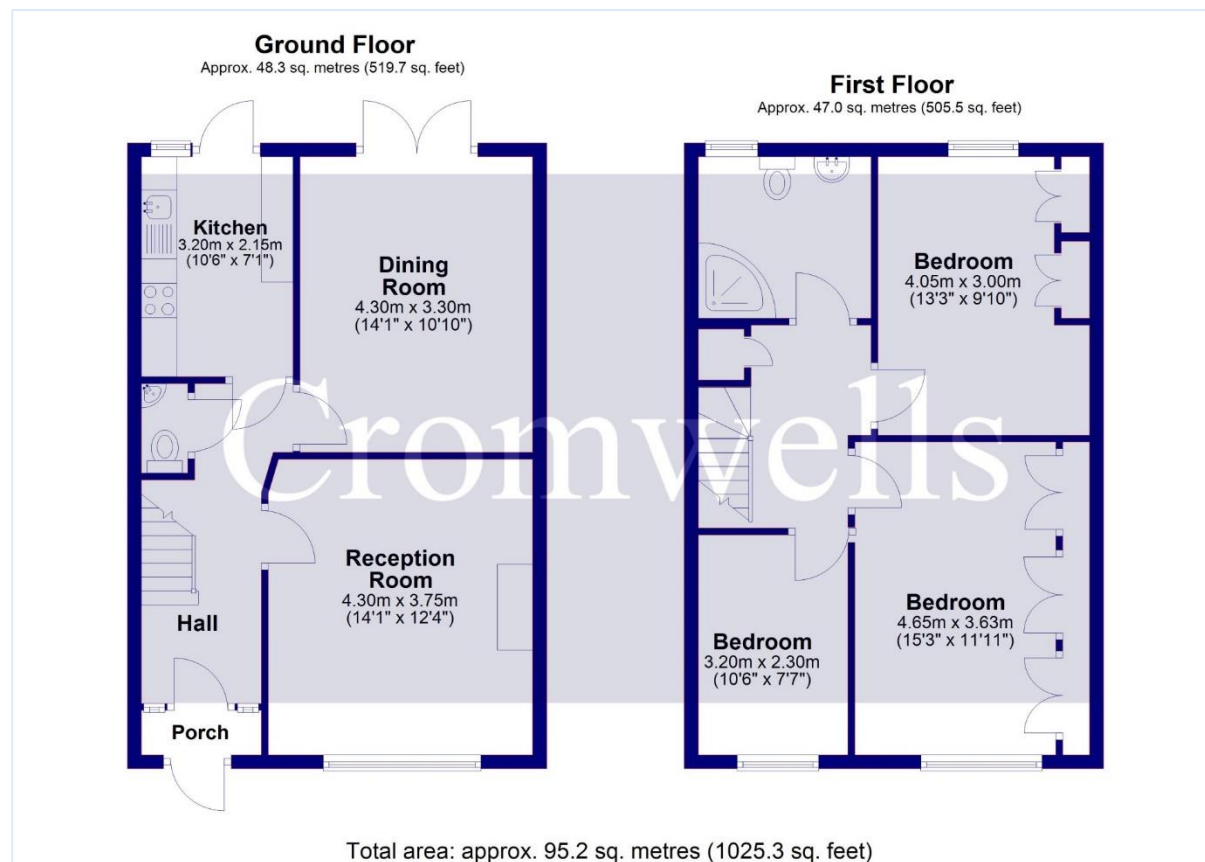 Ground Floor
Approx. 48.3 sq. metres (519.7 sq. feet)
First Floor
Approx. 47.0 sq. metres (505.5 sq. feet)
Kitchen
3.20m x 2.15m
(10'6" x 7'1")
Dining
Room
4.30m x 3.30m
(14'1" x 10'10")
Bedroom
4.05m x 3.00m
(13'3" x 9'10")
Cromwells
Reception
Room
4.30m x 3.75m
(14'1" x 12'4")
Hall
Porch
Bedroom
3.20m x 2.30m
(10'6" x 7'7")
Bedroom
4.65m x 3.63m
(15'3" x 11'11")
Total area: approx. 95.2 sq. metres (1025.3 sq. feet)